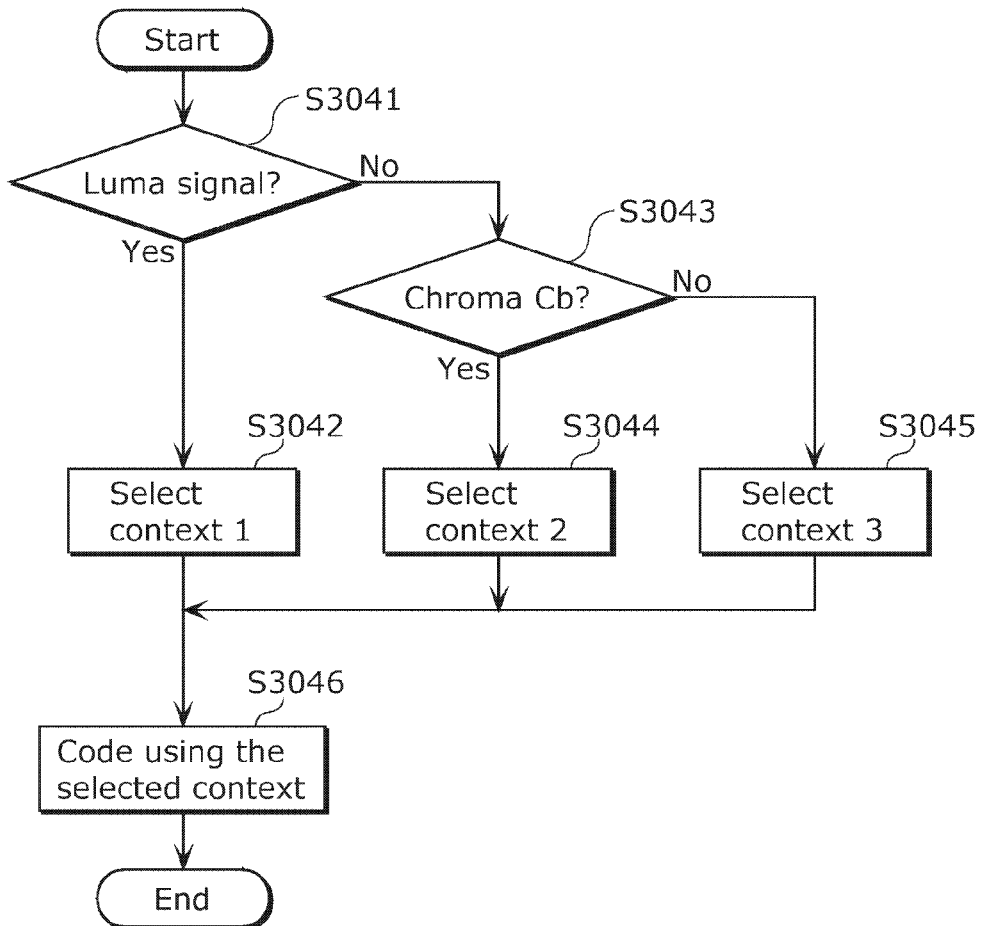 Start
S3041
Luma signal?
No
Yes
S3043
Chroma Cb?
No
Yes
S3042
S3044
S3045
Select
context 1
Select
context 2
Select
context 3
S3046
Code using the
selected context
End